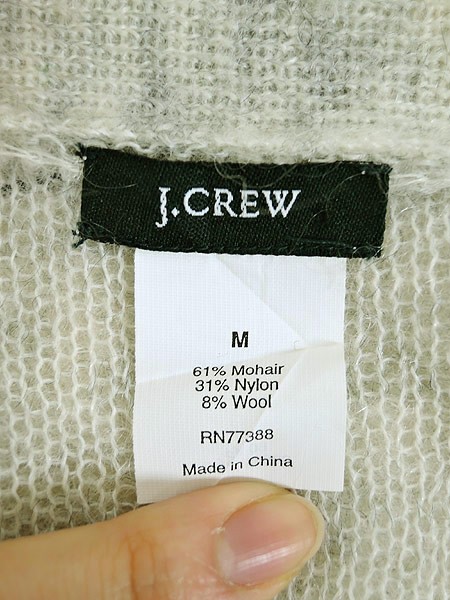 J.CREW
M
61% Mohair
31% Nylon
8% Wool
RN77388
Made in China